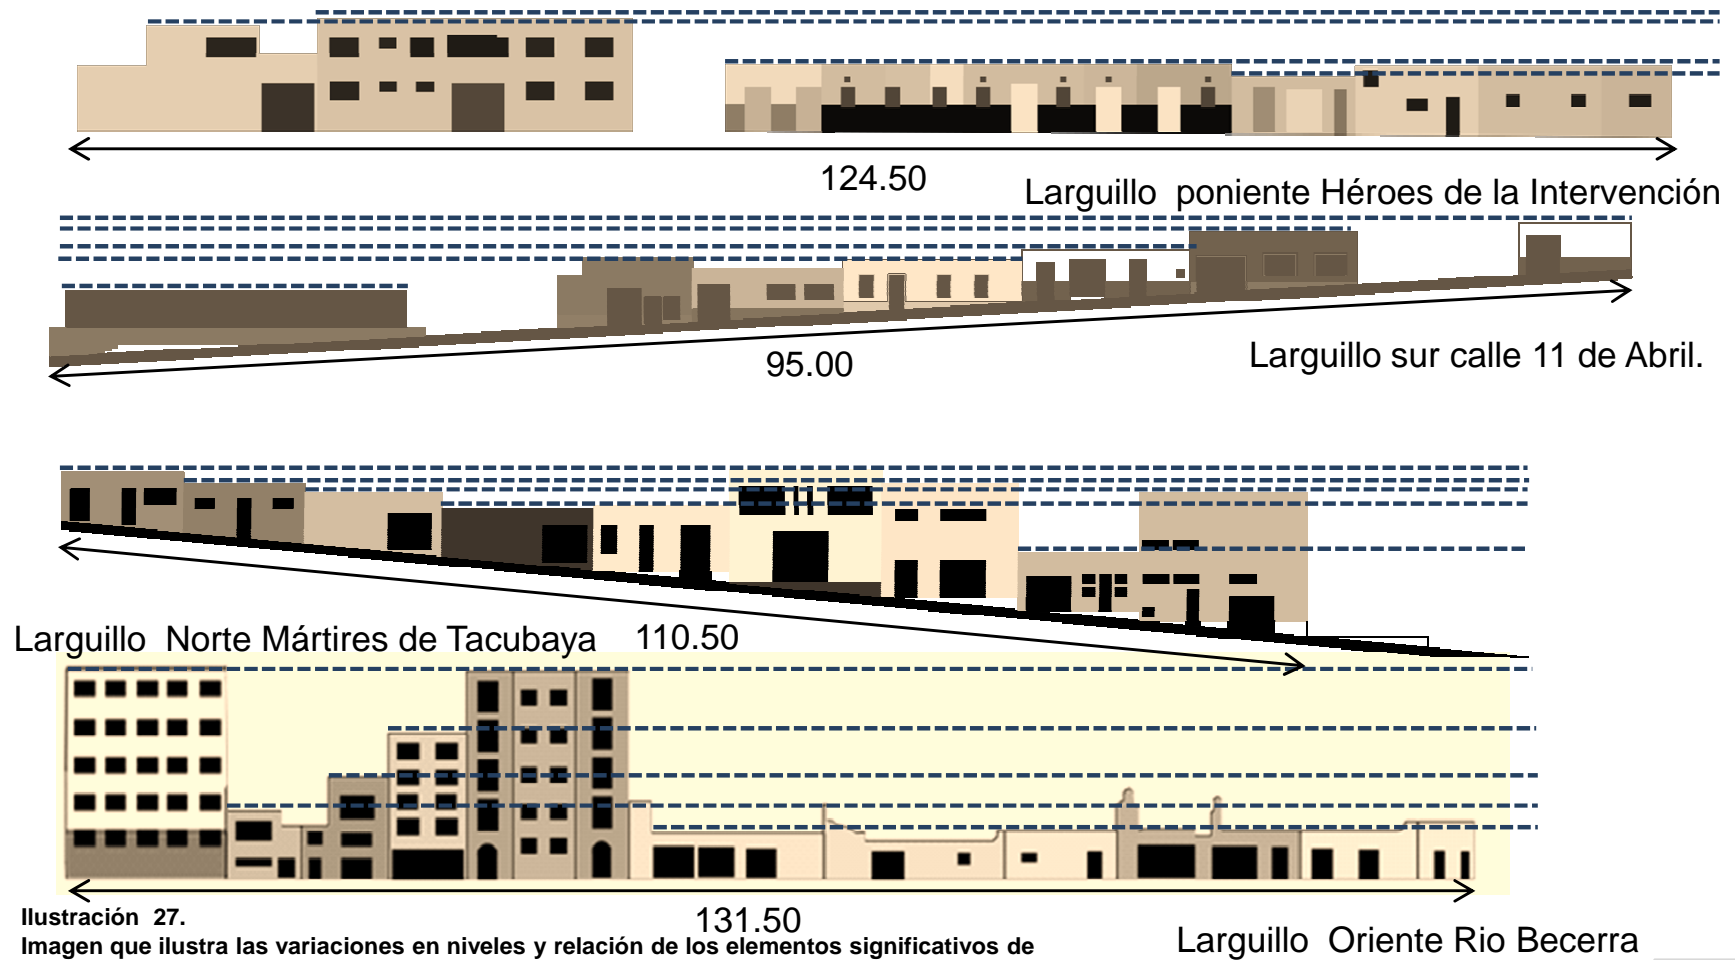 124.50
Larguillo poniente Héroes de la Intervención
95.00
Larguillo sur calle 11 de Abril.
Larguillo Norte Mártires de Tacubaya 110.50
131.50
Ilustración 27.
Imagen que ilustra las variaciones en niveles y relación de los elementos significativos de
Larguillo Oriente Rio Becerra